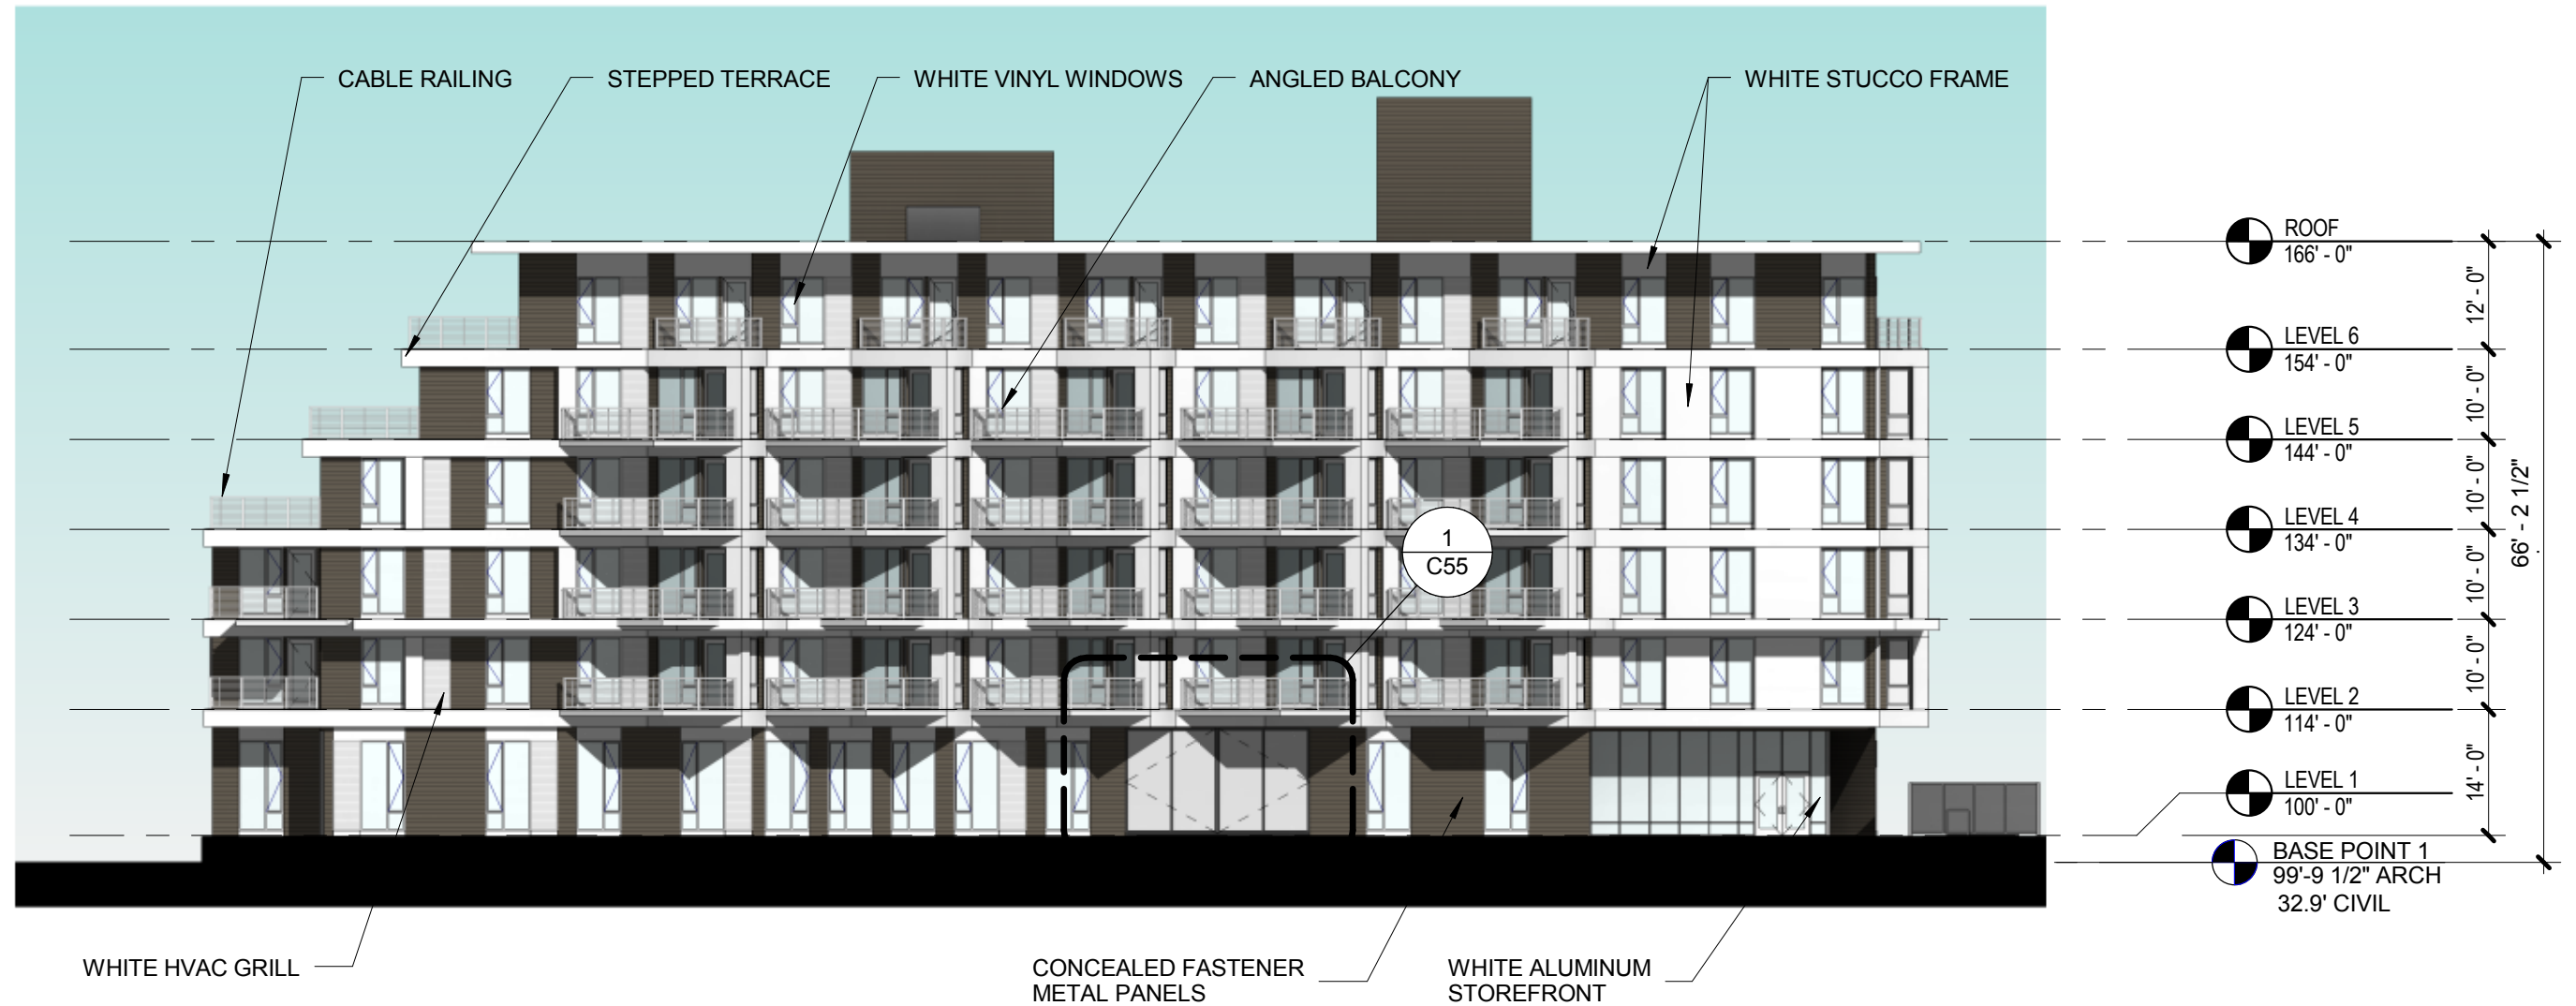 CABLE RAILING
STEPPED TERRACE
WHITE VINYL WINDOWS
ANGLED BALCONY
WHITE STUCCO FRAME
ROOF
166' - 0"
12' - 0"
LEVEL 6
154' - 0"
10' - 0"
LEVEL 5
144' - 0"
10' - 0"
LEVEL 4
134' - 0"
10' - 0"
LEVEL 3
124' - 0"
10' - 0"
LEVEL 2
114' - 0"
14' - 0"
LEVEL 1
100' - 0"
66' - 2 1/2"
BASE POINT 1
99'-9 1/2" ARCH
32.9' CIVIL
1
C55
WHITE HVAC GRILL
CONCEALED FASTENER
METAL PANELS
WHITE ALUMINUM
STOREFRONT